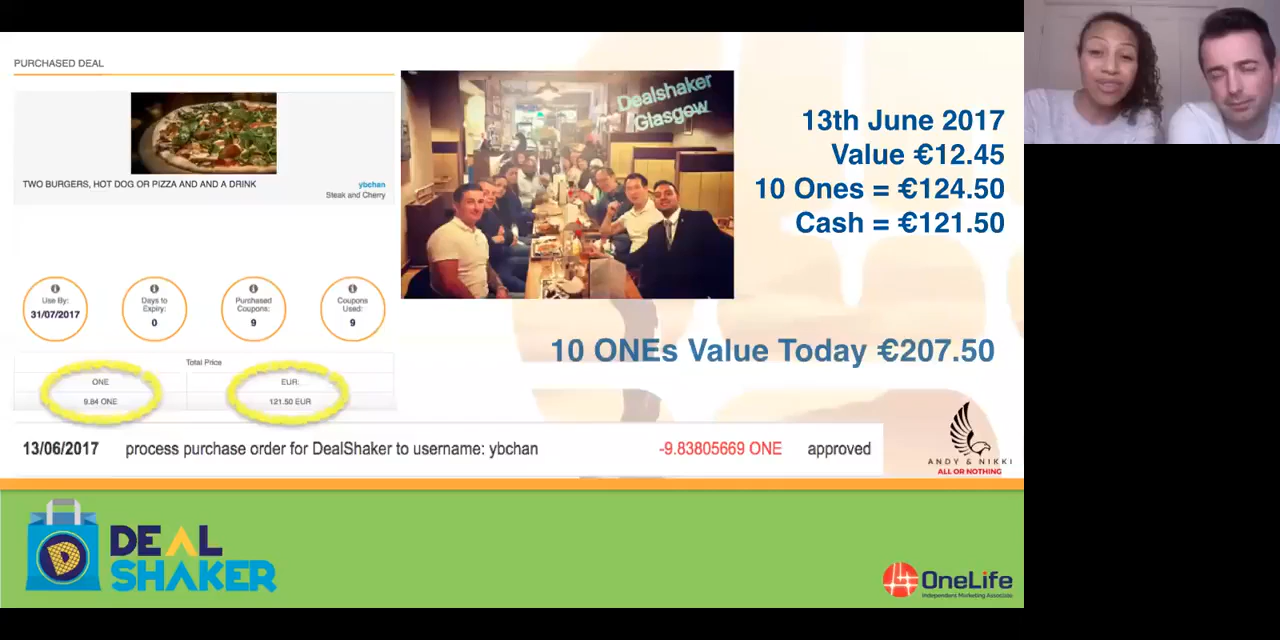 PURCHASED DEAL
TWO BURGERS, HOT DOG OR PIZZA AND AND A DRINK
ybchan
Steak and Cherry
Use By:
31/07/2017
Days to
Expiry:
0
Purchased
Coupons:
9
Coupons
Used:
9
Total Price
ONE
EUR
9.84 ONE
121.50 EUR
Dealshaker
Glasgow
13th June 2017
Value €12.45
10 Ones = €124.50
Cash = €121.50
10 ONEs Value Today €207.50
13/06/2017 process purchase order for DealShaker to username: ybchan -9.83805669 ONE approved
ANDY & NIKKI
ALL OR NOTHING
DEAL
SHAKER
OneLife
Independent Marketing Associate